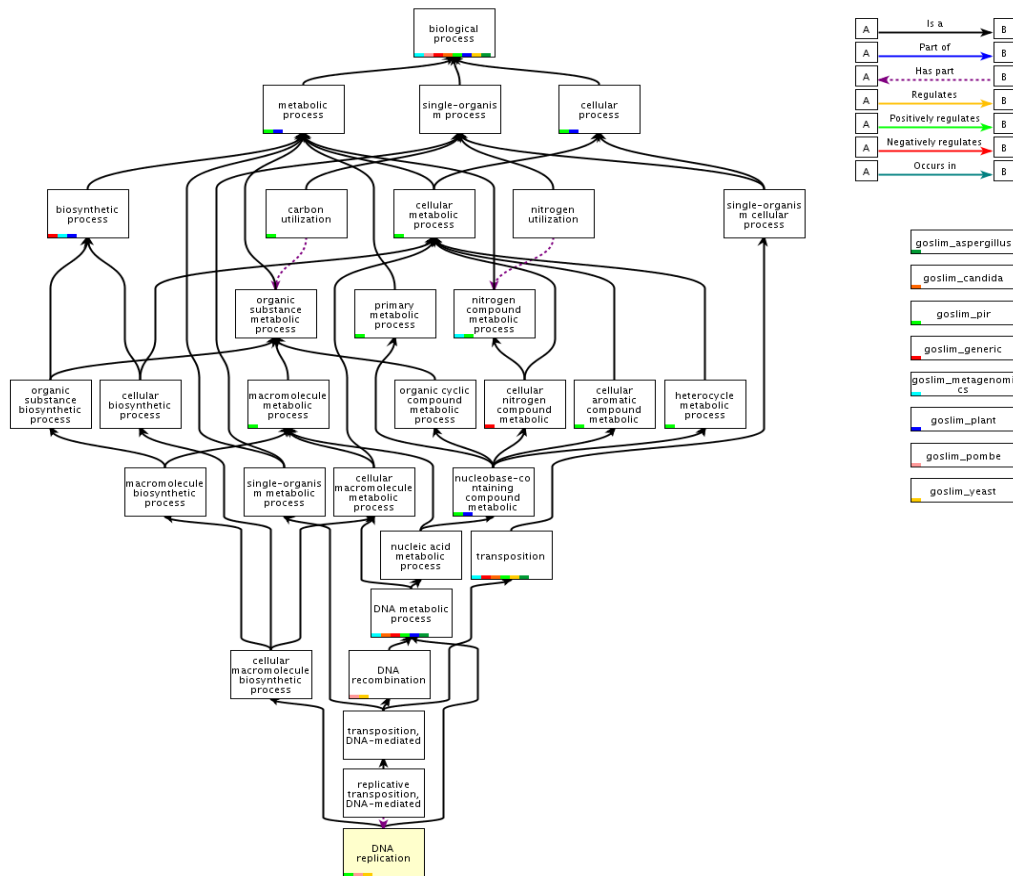 biological
process
A
Is a
B
A
Part of
B
A
Has part
B
A
Regulates
B
A
Positively regulates
B
A
Negatively regulates
B
A
Occurs in
B
metabolic
process
single-organis
m process
cellular
process
biosynthetic
process
carbon
utilization
cellular
metabolic
process
nitrogen
utilization
single-organis
m cellular
process
organic
substance
metabolic
process
primary
metabolic
process
nitrogen
compound
metabolic
process
organic
substance
biosynthetic
process
cellular
biosynthetic
process
macromolecule
metabolic
process
organic cyclic
compound
metabolic
process
cellular
nitrogen
compound
metabolic
cellular
aromatic
compound
metabolic
heterocycle
metabolic
process
macromolecule
biosynthetic
process
single-organis
m metabolic
process
cellular
macromolecule
metabolic
process
nucleobase-co
ntaining
compound
metabolic
nucleic acid
metabolic
process
transposition
DNA metabolic
process
cellular
macromolecule
biosynthetic
process
DNA
recombination
transposition,
DNA-mediated
replicative
transposition,
DNA-mediated
DNA
replication
goslim_aspergillus
goslim_candida
goslim_pir
goslim_generic
goslim_metagenomi
cs
goslim_plant
goslim_pombe
goslim_yeast